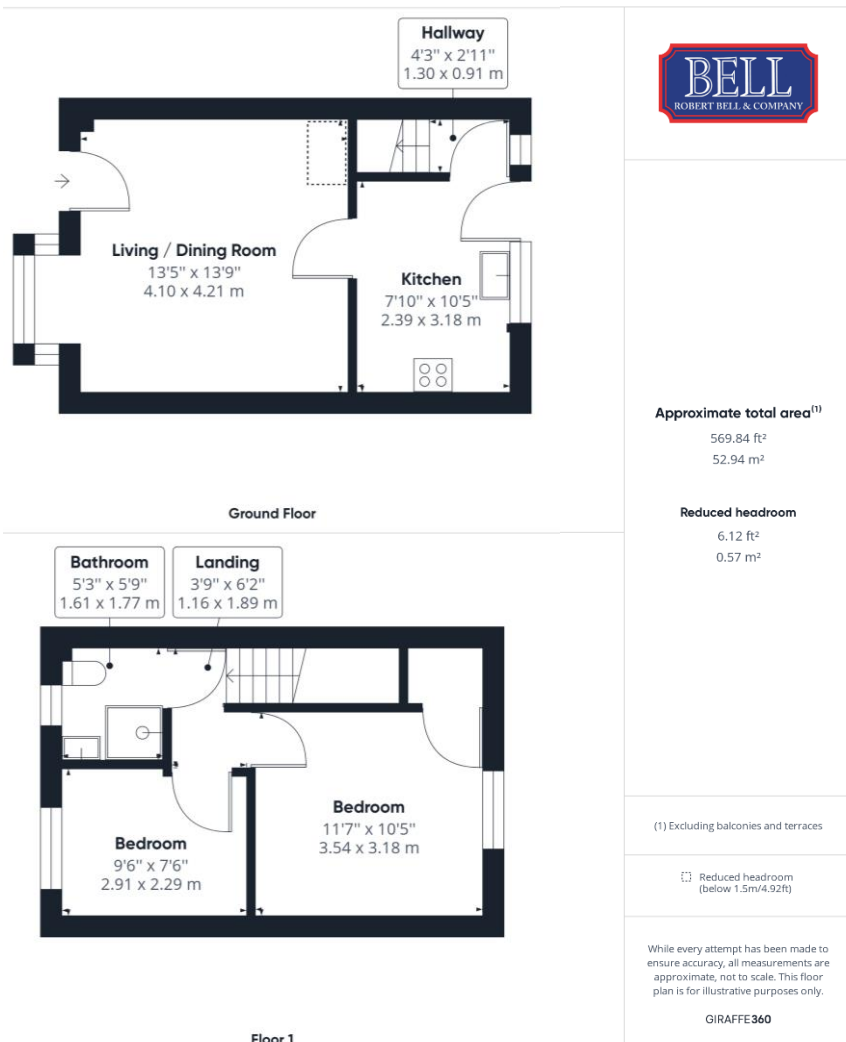 Hallway
4'3" x 2'11"
1.30 x 0.91 m
Living / Dining Room
13'5" x 13'9"
4.10 x 4.21 m
Kitchen
7'10" x 10'5"
2.39 x 3.18 m
Ground Floor
Bathroom
5'3" x 5'9"
1.61 x 1.77 m
Landing
3'9" x 6'2"
1.16 x 1.89 m
Bedroom
9'6" x 7'6"
2.91 x 2.29 m
Bedroom
11'7" x 10'5"
3.54 x 3.18 m
Floor 1
BELL
ROBERT BELL & COMPANY
Approximate total area(1)
569.84 ft²
52.94 m²
Reduced headroom
6.12 ft²
0.57 m²
(1) Excluding balconies and terraces
Reduced headroom
(below 1.5m/4.92ft)
While every attempt has been made to
ensure accuracy, all measurements are
approximate, not to scale. This floor
plan is for illustrative purposes only.
GIRAFFE360